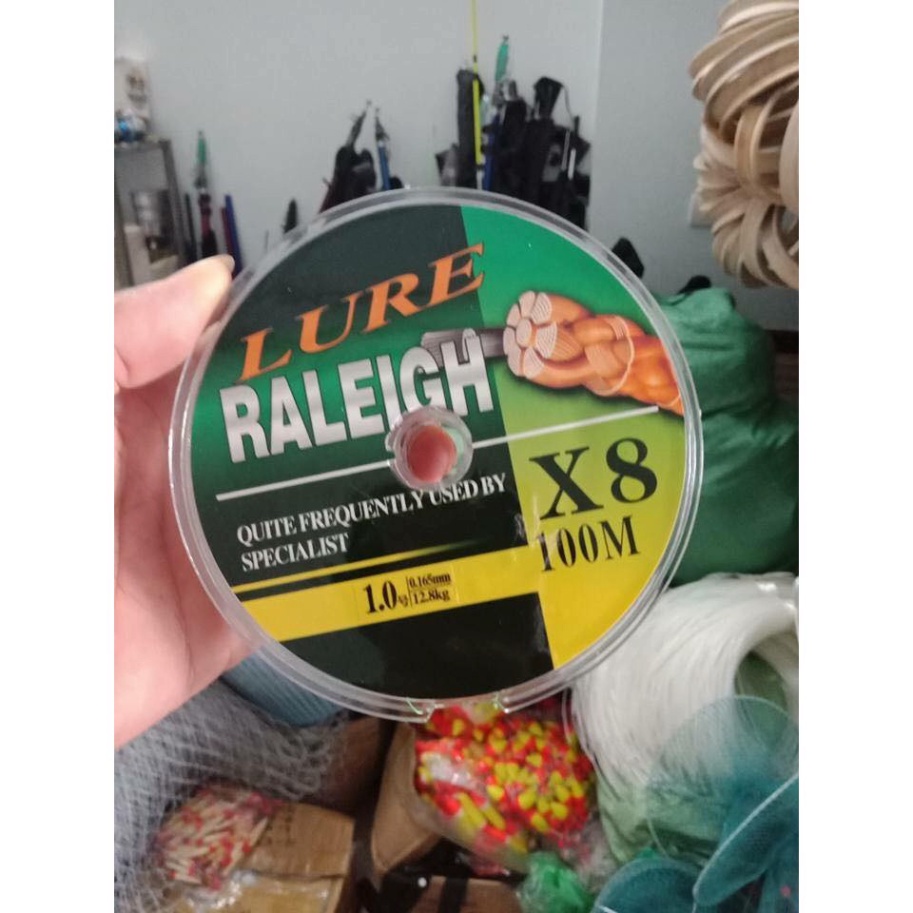 LURE
RALEIGH
QUITE FREQUENTLY USED BY
SPECIALIST
X8
100M
1.0
0.165mm
12.8kg